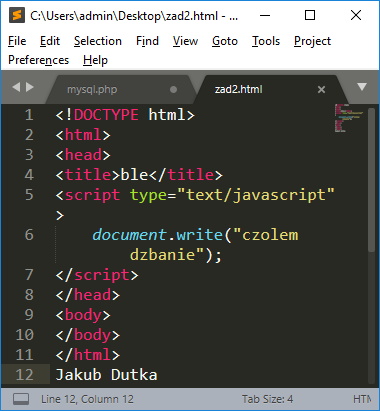 C:\Users\admin\Desktop\zad2.html - ...
File Edit Selection Find View Goto Tools Project
Preferences Help
mysql.php zad2.html
1 <!DOCTYPE html>
2 <html>
3 <head>
4 <title>ble</title>
5 <script type="text/javascript"
>
6 document.write("czolem
dzbanie");
7 </script>
8 </head>
9 <body>
10 </body>
11 </html>
12 Jakub Dutka
Line 12, Column 12 Tab Size: 4 HTM